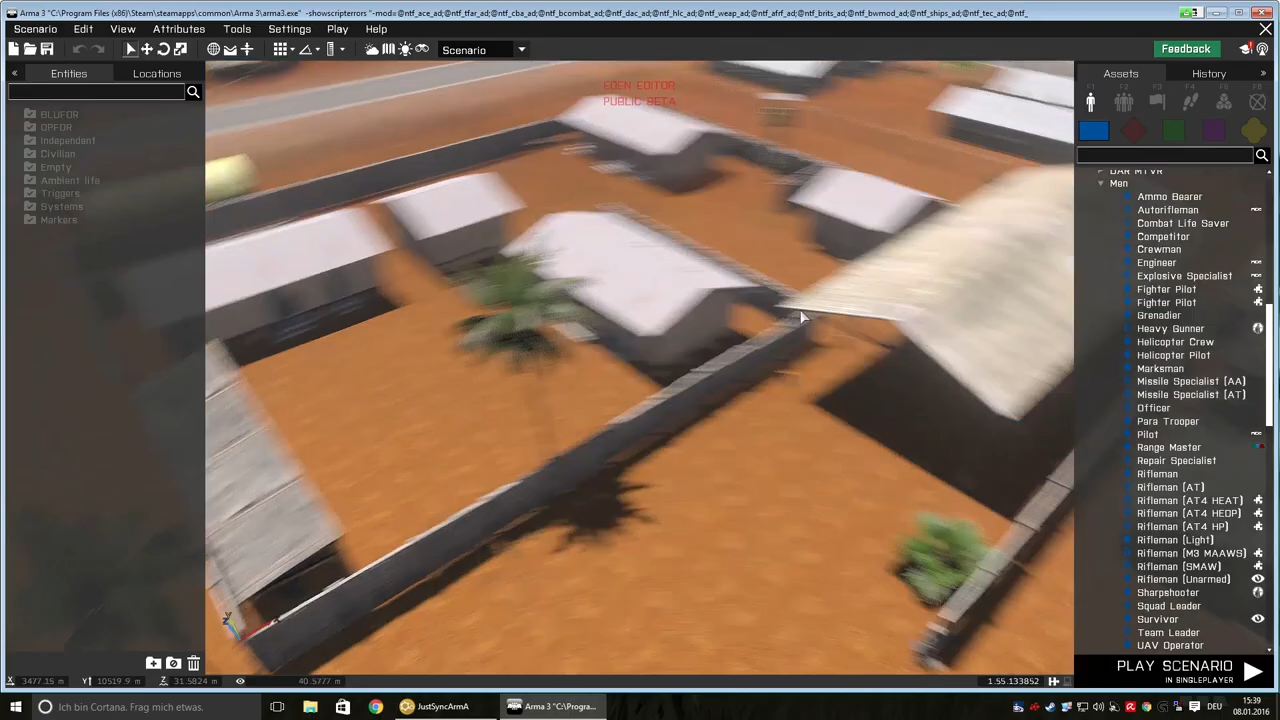 Arma 3 "C:\Program Files (x86)\Steam\steamapps\common\Arma 3\arma3.exe" -showscripterrors "-mod=@ntf_ace_ad;@ntf_tfar_ad;@ntf_cba_ad;@ntf_bcombat_ad;@ntf_dac_ad;@ntf_hlc_ad;@ntf_weap_ad;@ntf_afrf_ad;@ntf_brits_ad;@ntf_bwmod_ad;@ntf_ships_ad;@ntf_tec_ad;@ntf_
Scenario Edit View Attributes Tools Settings Play Help
Scenario Feedback
Entities Locations
Assets History
EDEN EDITOR
PUBLIC BETA
F1 F2 F3 F4 F5 F6
BLUFOR
OPFOR
Independent
Civilian
Empty
Ambient life
Triggers
Systems
Markers
Men
Ammo Bearer
Autorifleman
Combat Life Saver
Competitor
Crewman
Engineer
Explosive Specialist
Fighter Pilot
Fighter Pilot
Grenadier
Heavy Gunner
Helicopter Crew
Helicopter Pilot
Marksman
Missile Specialist (AA)
Missile Specialist (AT)
Officer
Para Trooper
Pilot
Range Master
Repair Specialist
Rifleman
Rifleman (AT)
Rifleman (AT4 HEAT)
Rifleman (AT4 HEDP)
Rifleman (AT4 HP)
Rifleman (Light)
Rifleman (M3 MAAWS)
Rifleman (SMAW)
Rifleman (Unarmed)
Sharpshooter
Squad Leader
Survivor
Team Leader
UAV Operator
PLAY SCENARIO
IN SINGLEPLAYER
X 3477.15 m Y 10519.9 m Z 31.5824 m 40.5777 m 1.55.133852
Ich bin Cortana. Frag mich etwas. JustSyncArmA Arma 3 "C:\Progra... DEU 15:39
08.01.2016